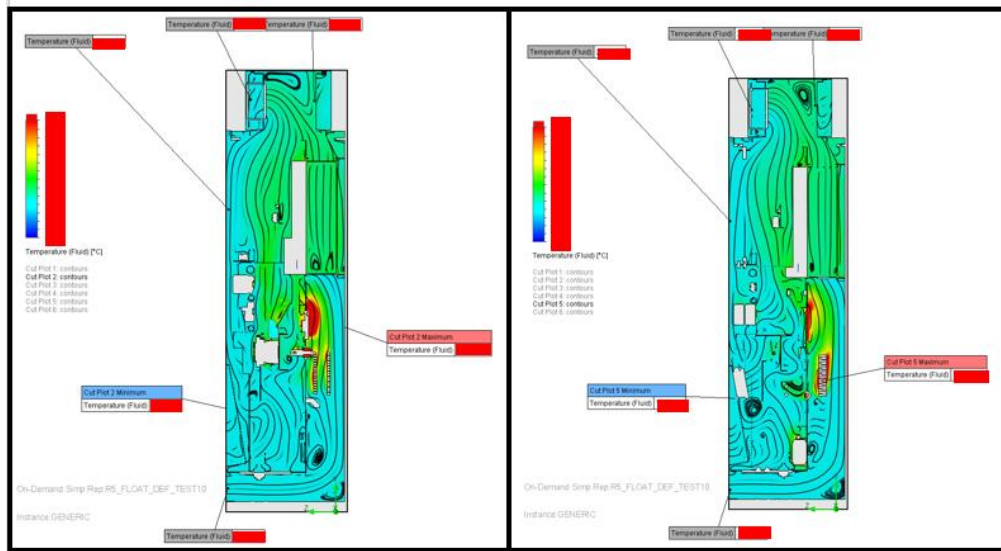 Temperature (Fluid)
Temperature (Fluid)
Temperature (Fluid)
Temperature (Fluid) [°C]
Cut Plot 1: contours
Cut Plot 2: contours
Cut Plot 3: contours
Cut Plot 4: contours
Cut Plot 5: contours
Cut Plot 6: contours
Cut Plot 2 Maximum
Temperature (Fluid)
Cut Plot 2 Minimum
Temperature (Fluid)
On-Demand Simp Rep:R5_FLOAT_DEF_TEST10
Instance:GENERIC
Z
Temperature (Fluid)
Temperature (Fluid)
Temperature (Fluid)
Temperature (Fluid)
Temperature (Fluid) [°C]
Cut Plot 1: contours
Cut Plot 2: contours
Cut Plot 3: contours
Cut Plot 4: contours
Cut Plot 5: contours
Cut Plot 6: contours
Cut Plot 5 Maximum
Temperature (Fluid)
Cut Plot 5 Minimum
Temperature (Fluid)
On-Demand Simp Rep:R5_FLOAT_DEF_TEST10
Instance:GENERIC
Z
Temperature (Fluid)